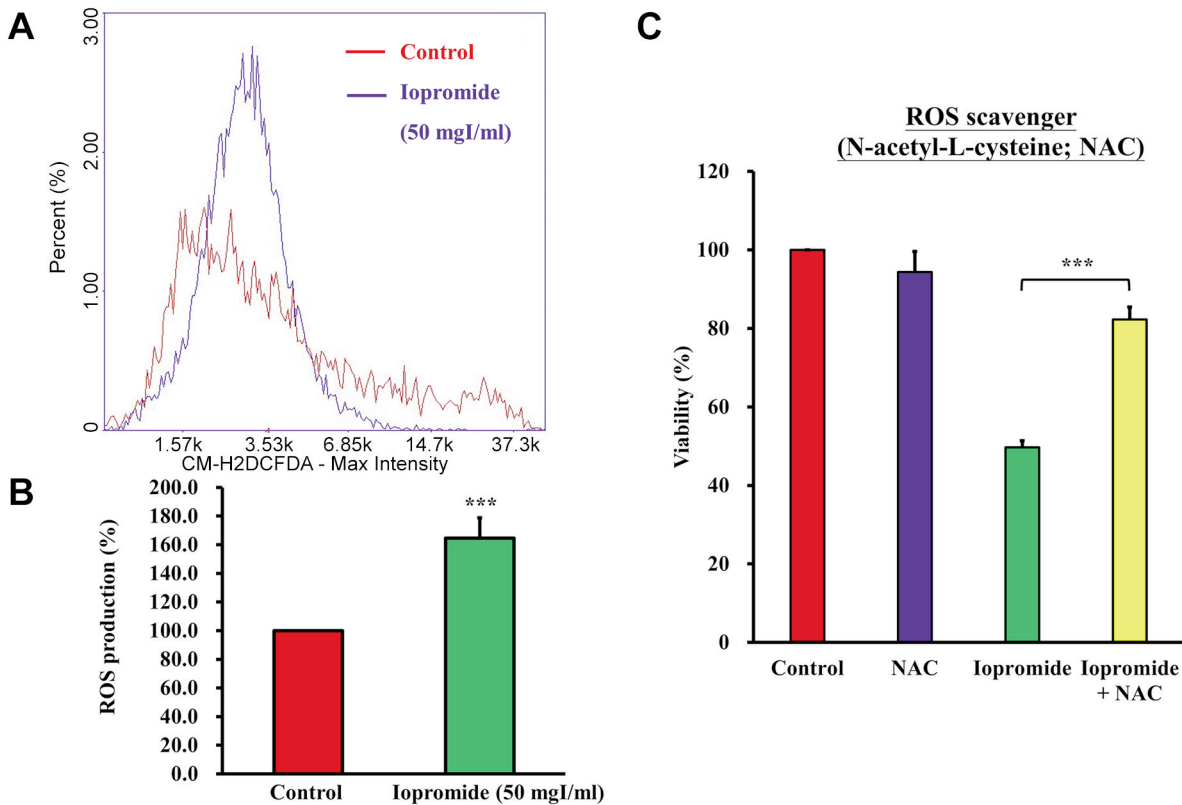 A
3.00
2.00
1.00
0
Percent (%)
Control
Iopromide
(50 mgI/ml)
1.57k 3.53k 6.85k 14.7k 37.3k
CM-H2DCFDA - Max Intensity
B
200.0
180.0
160.0
140.0
120.0
100.0
80.0
60.0
40.0
20.0
0.0
ROS production (%)
***
Control Iopromide (50 mgI/ml)
C
ROS scavenger
(N-acetyl-L-cysteine; NAC)
120
100
80
60
40
20
0
Viability (%)
***
Control NAC Iopromide Iopromide
+ NAC